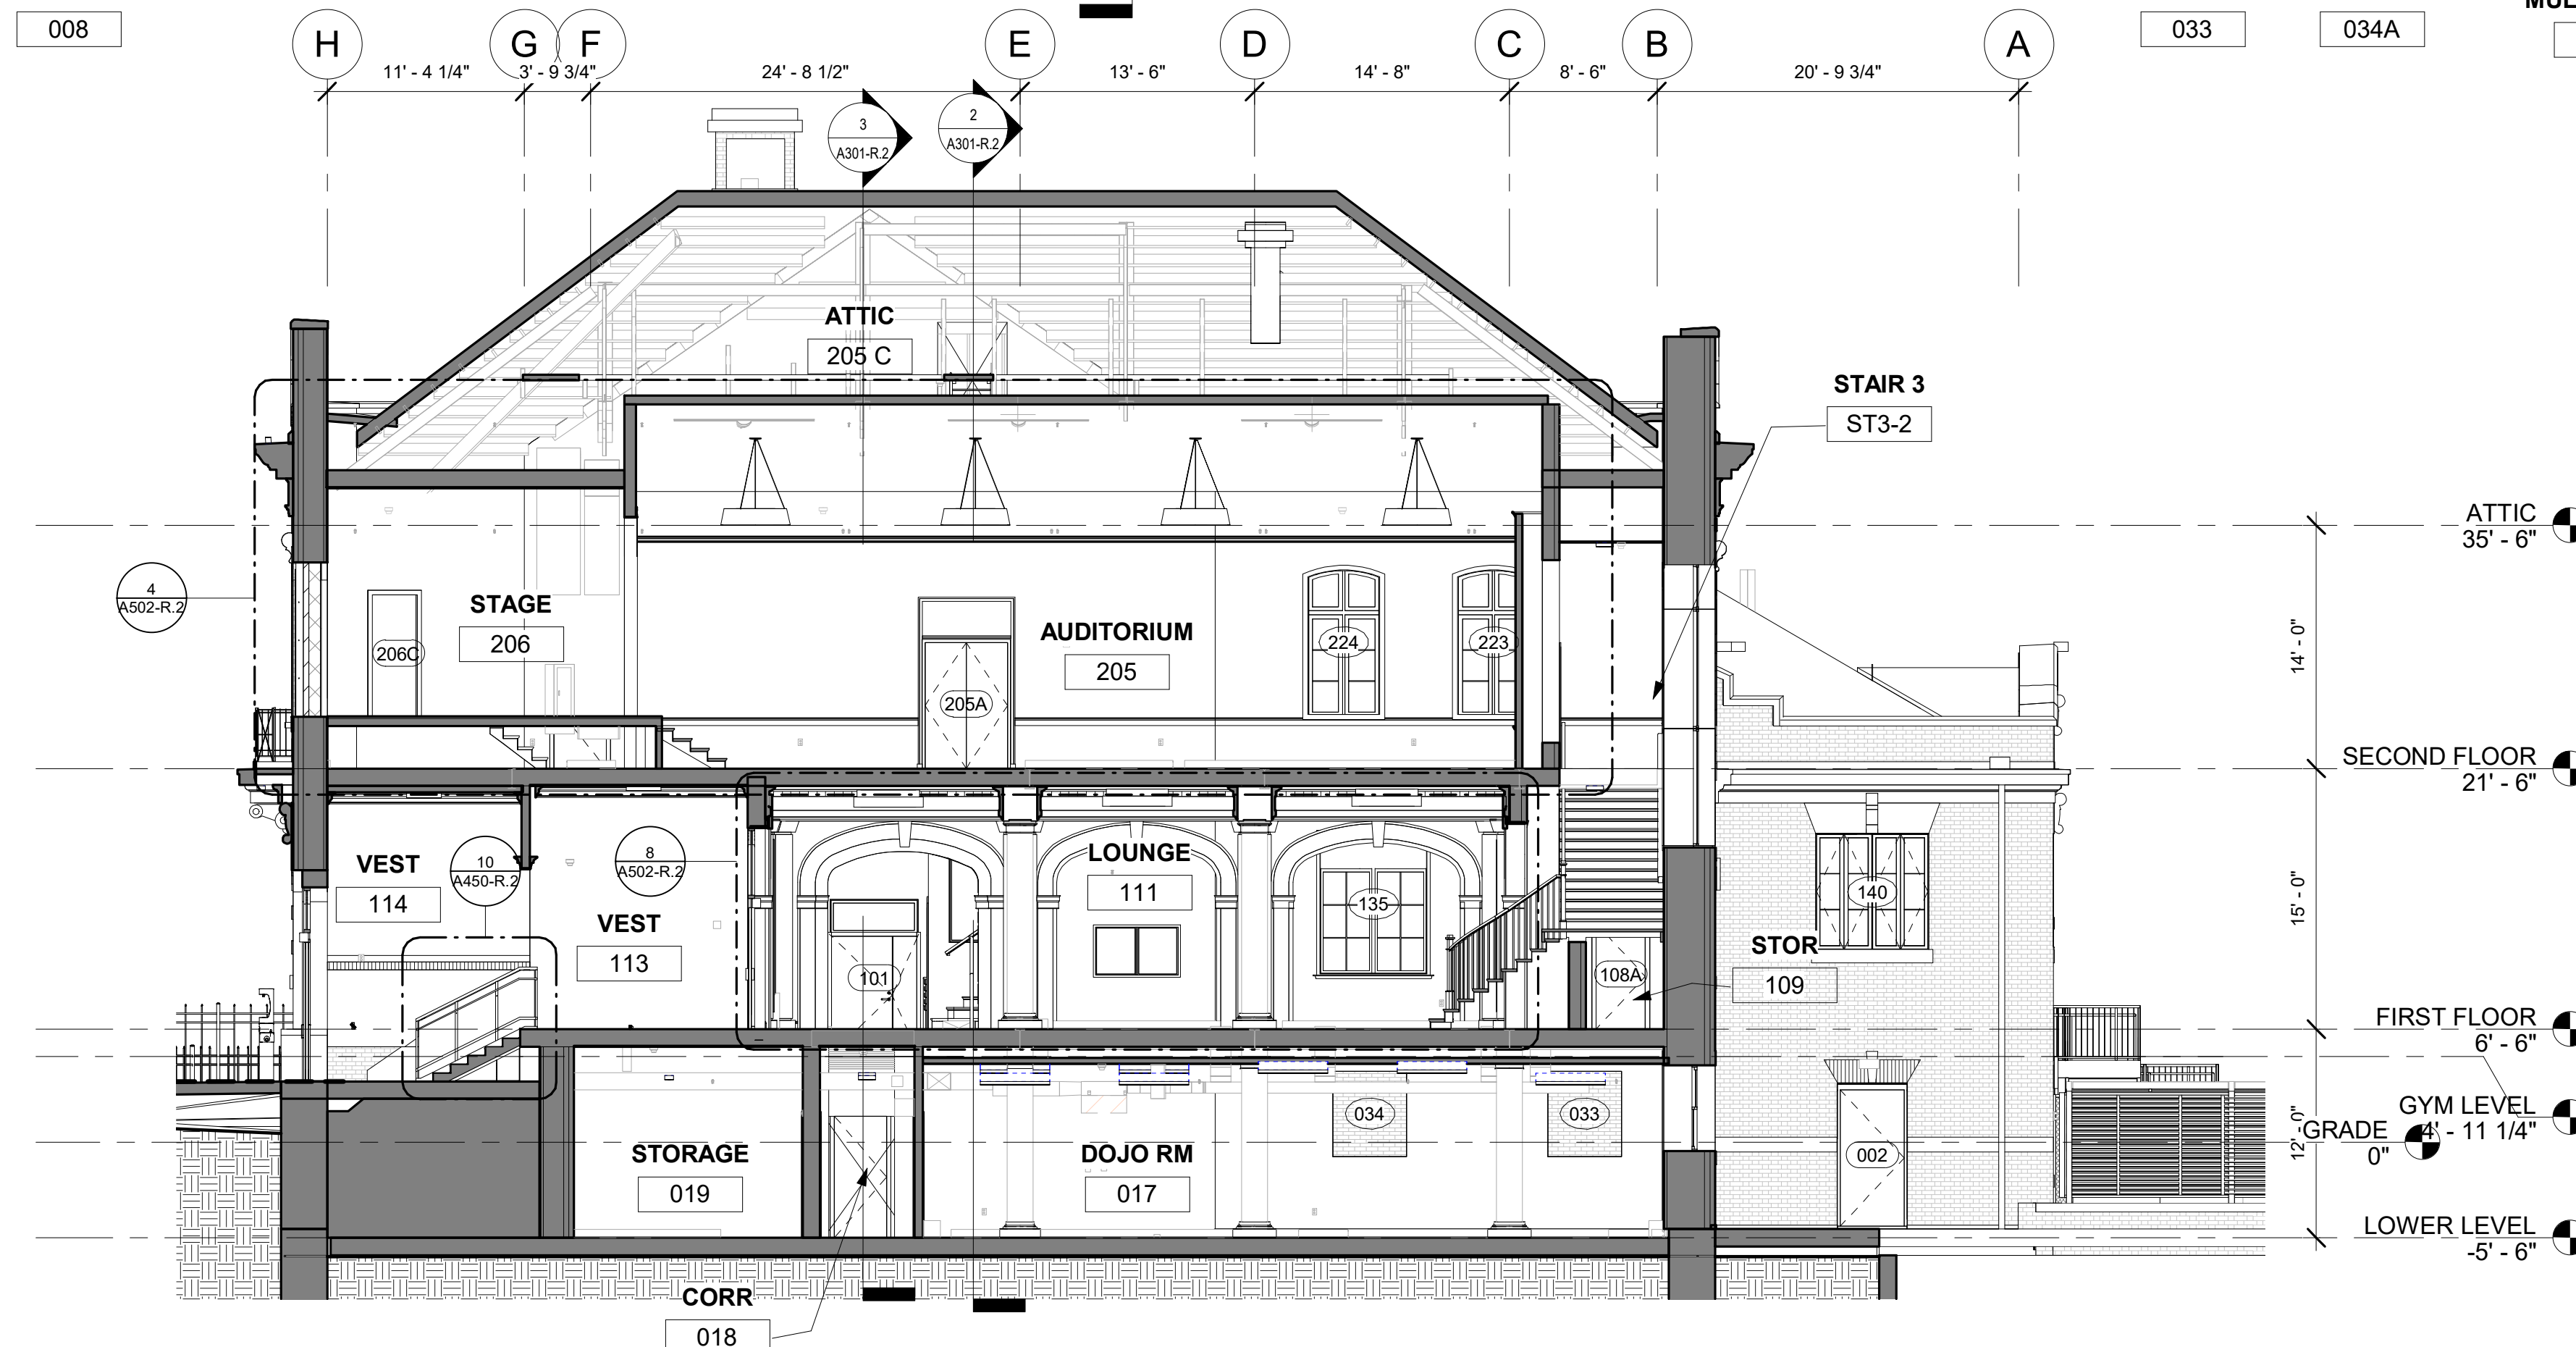 MUL
008
H
G
F
E
D
C
B
A
033
034A
11' - 4 1/4"
3' - 9 3/4"
24' - 8 1/2"
13' - 6"
14' - 8"
8' - 6"
20' - 9 3/4"
3
A301-R.2
2
A301-R.2
ATTIC
205 C
STAIR 3
ST3-2
ATTIC
35' - 6"
4
A502-R.2
STAGE
206
206C
AUDITORIUM
205
205A
224
223
14' - 0"
SECOND FLOOR
21' - 6"
VEST
114
10
A450-R.2
8
A502-R.2
VEST
113
LOUNGE
111
101
135
108A
STOR
109
140
15' - 0"
FIRST FLOOR
6' - 6"
GYM LEVEL
4' - 11 1/4"
GRADE
0"
12' - 0"
034
033
002
STORAGE
019
DOJO RM
017
LOWER LEVEL
-5' - 6"
CORR
018